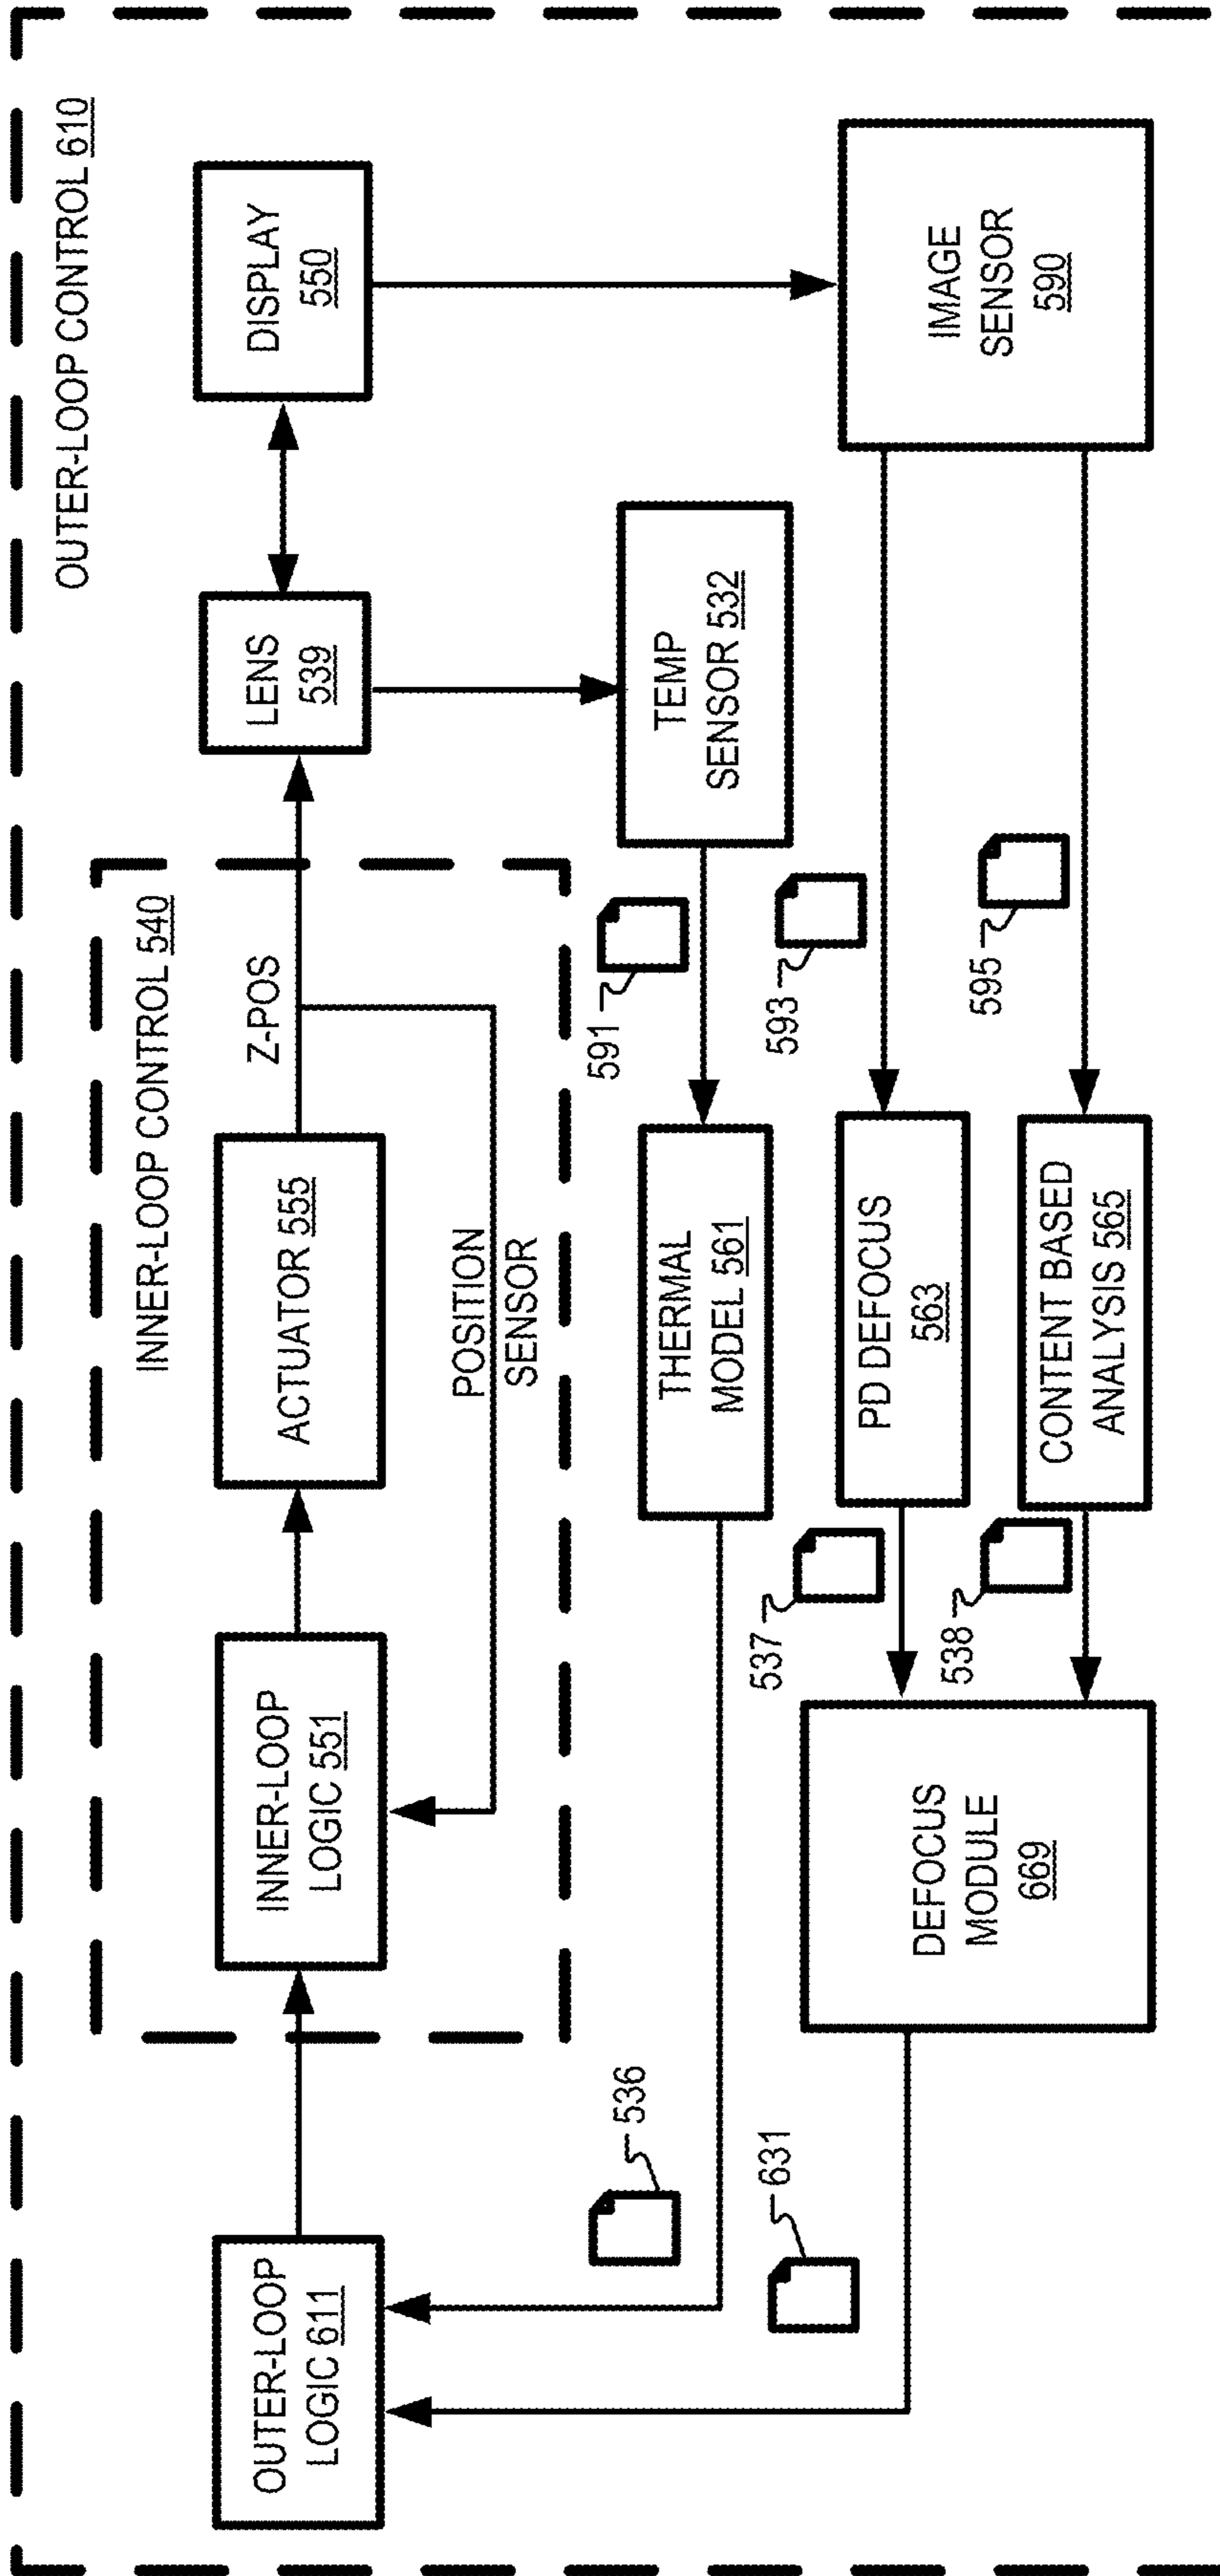 OUTER-LOOP CONTROL 610
INNER-LOOP CONTROL 540
OUTER-LOOP
LOGIC 611
INNER-LOOP
LOGIC 551
ACTUATOR 555
Z-POS
LENS
539
DISPLAY
550
POSITION
SENSOR
536
591
TEMP
SENSOR 532
THERMAL
MODEL 561
631
537
593
PD DEFOCUS
563
DEFOCUS
MODULE
669
538
595
CONTENT BASED
ANALYSIS 565
IMAGE
SENSOR
590